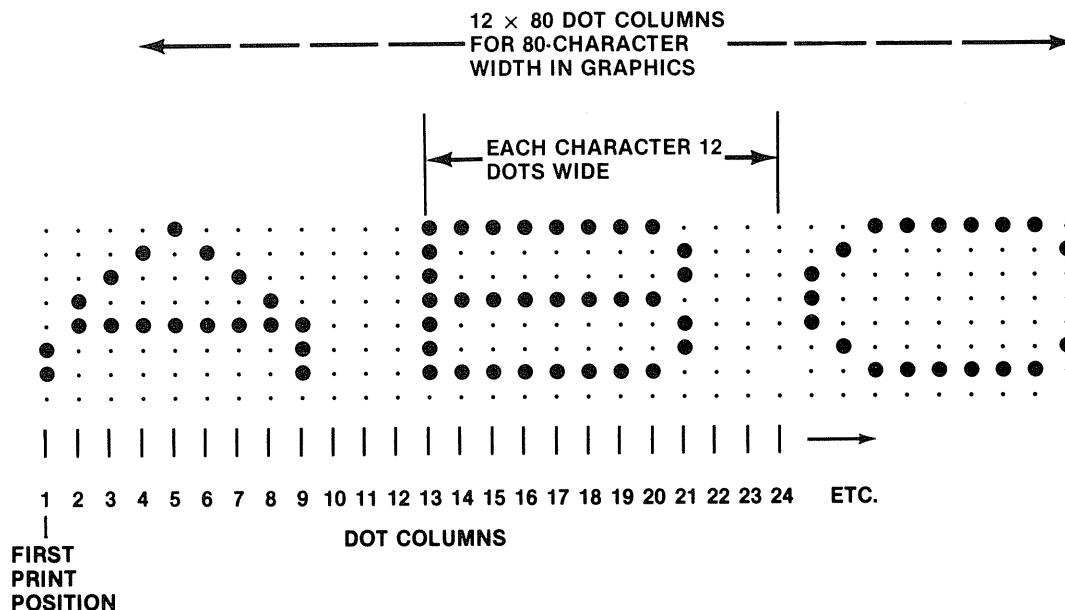 12 × 80 DOT COLUMNS
FOR 80-CHARACTER
WIDTH IN GRAPHICS
EACH CHARACTER 12
DOTS WIDE
1 2 3 4 5 6 7 8 9 10 11 12 13 14 15 16 17 18 19 20 21 22 23 24 ETC.
DOT COLUMNS
FIRST
PRINT
POSITION